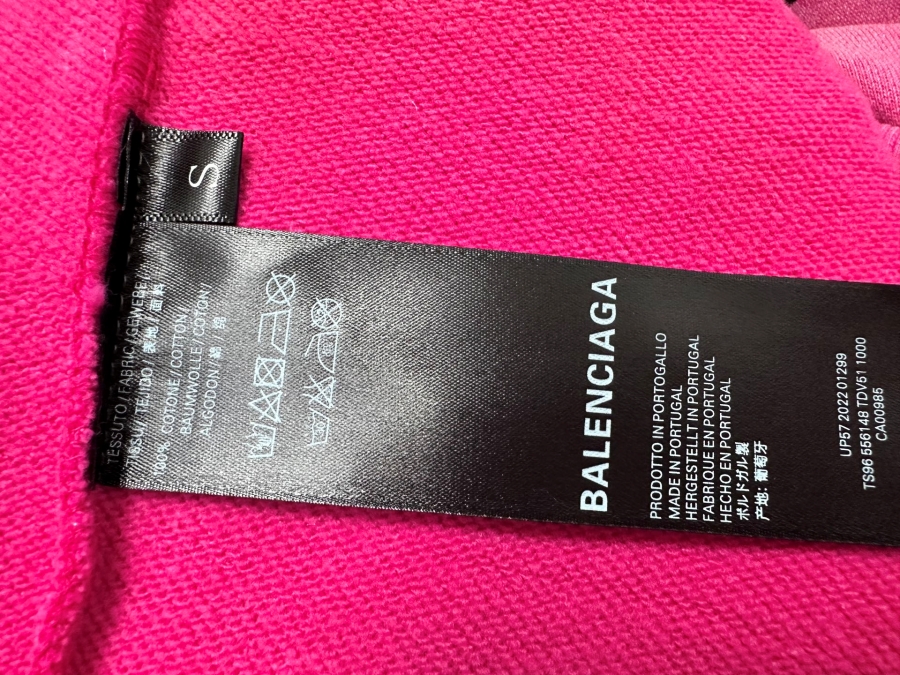 S
TESSUTO/FABRIC/GEWEBE/
TISSU/TEJIDO/表地/面料
100% COTONE/COTTON/
BAUMWOLLE/COTON/
ALGODON/綿/棉
BALENCIAGA
PRODOTTO IN PORTOGALLO
MADE IN PORTUGAL
HERGESTELLT IN PORTUGAL
FABRIQUE EN PORTUGAL
HECHO EN PORTUGAL
ポルトガル製
产地: 葡萄牙
UP57 2022 01299
TS96 556148 TDV51 1000
CA00985